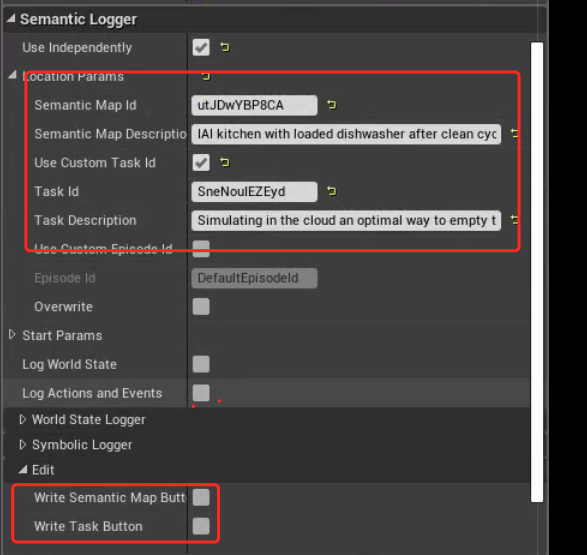 Semantic Logger
Use Independently
Location Params
Semantic Map Id utJDwYBP8CA
Semantic Map Descriptio IAI kitchen with loaded dishwasher after clean cyc
Use Custom Task Id
Task Id SneNoulEZEyd
Task Description Simulating in the cloud an optimal way to empty t
Use Custom Episode Id
Episode Id DefaultEpisodeId
Overwrite
Start Params
Log World State
Log Actions and Events
World State Logger
Symbolic Logger
Edit
Write Semantic Map Butt
Write Task Button